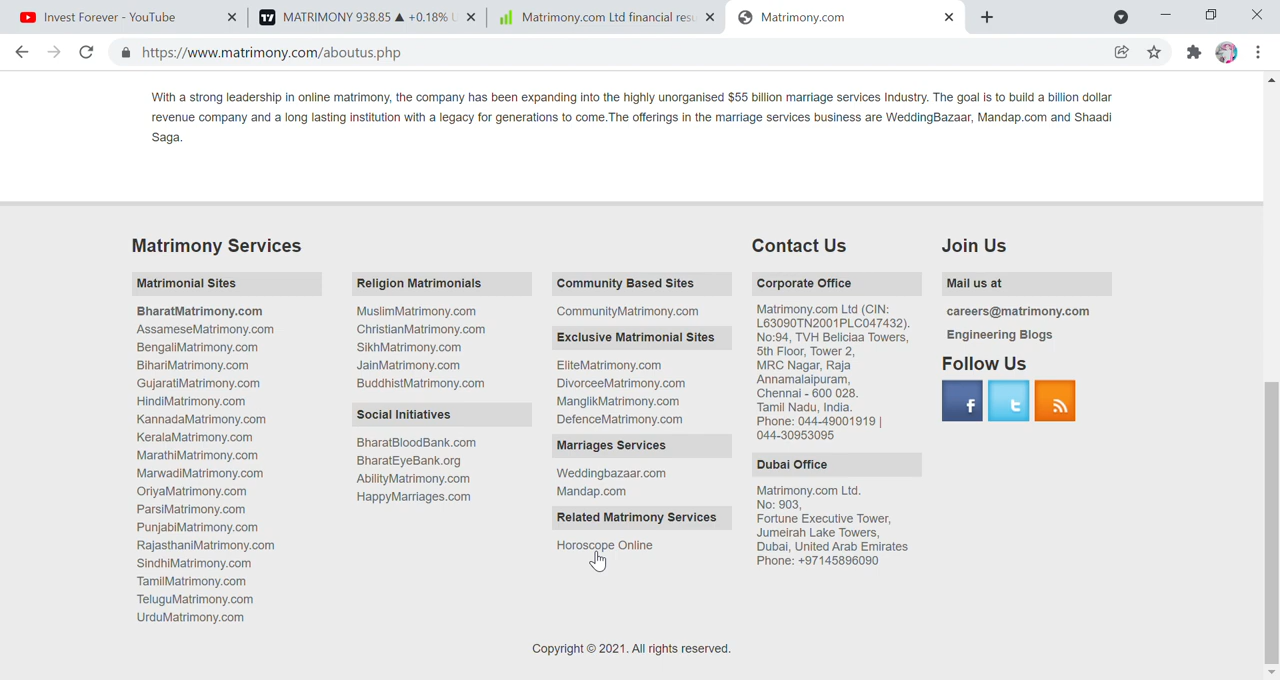 Invest Forever - YouTube
MATRIMONY 938.85 ▲ +0.18%
Matrimony.com Ltd financial resu
Matrimony.com
https://www.matrimony.com/aboutus.php
With a strong leadership in online matrimony, the company has been expanding into the highly unorganised $55 billion marriage services Industry. The goal is to build a billion dollar
revenue company and a long lasting institution with a legacy for generations to come.The offerings in the marriage services business are WeddingBazaar, Mandap.com and Shaadi
Saga.
Matrimony Services
Matrimonial Sites
BharatMatrimony.com
AssameseMatrimony.com
BengaliMatrimony.com
BihariMatrimony.com
GujaratiMatrimony.com
HindiMatrimony.com
KannadaMatrimony.com
KeralaMatrimony.com
MarathiMatrimony.com
MarwadiMatrimony.com
OriyaMatrimony.com
ParsiMatrimony.com
PunjabiMatrimony.com
RajasthaniMatrimony.com
SindhiMatrimony.com
TamilMatrimony.com
TeluguMatrimony.com
UrduMatrimony.com
Religion Matrimonials
MuslimMatrimony.com
ChristianMatrimony.com
SikhMatrimony.com
JainMatrimony.com
BuddhistMatrimony.com
Social Initiatives
BharatBloodBank.com
BharatEyeBank.org
AbilityMatrimony.com
HappyMarriages.com
Community Based Sites
CommunityMatrimony.com
Exclusive Matrimonial Sites
EliteMatrimony.com
DivorceeMatrimony.com
ManglikMatrimony.com
DefenceMatrimony.com
Marriages Services
Weddingbazaar.com
Mandap.com
Related Matrimony Services
Horoscope Online
Contact Us
Corporate Office
Matrimony.com Ltd (CIN:
L63090TN2001PLC047432).
No:94, TVH Beliciaa Towers,
5th Floor, Tower 2,
MRC Nagar, Raja
Annamalaipuram,
Chennai - 600 028.
Tamil Nadu, India.
Phone: 044-49001919 |
044-30953095
Dubai Office
Matrimony.com Ltd.
No: 903,
Fortune Executive Tower,
Jumeirah Lake Towers,
Dubai, United Arab Emirates
Phone: +97145896090
Join Us
Mail us at
careers@matrimony.com
Engineering Blogs
Follow Us
Copyright © 2021. All rights reserved.